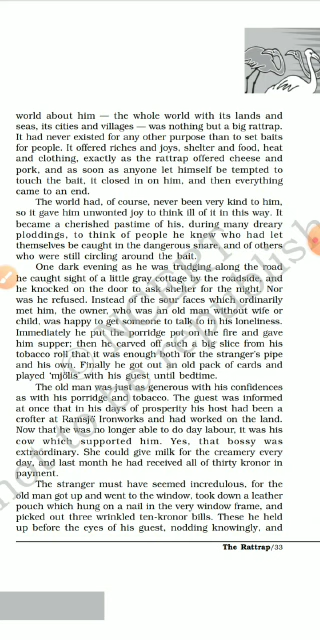 world about him — the whole world with its lands and
seas, its cities and villages — was nothing but a big rattrap.
It had never existed for any other purpose than to set baits
for people. It offered riches and joys, shelter and food, heat
and clothing, exactly as the rattrap offered cheese and
pork, and as soon as anyone let himself be tempted to
touch the bait, it closed in on him, and then everything
came to an end.
The world had, of course, never been very kind to him,
so it gave him unwonted joy to think ill of it in this way. It
became a cherished pastime of his, during many dreary
ploddings, to think of people he knew who had let
themselves be caught in the dangerous snare, and of others
who were still circling around the bait.
One dark evening as he was trudging along the road
he caught sight of a little gray cottage by the roadside, and
he knocked on the door to ask shelter for the night. Nor
was he refused. Instead of the sour faces which ordinarily
met him, the owner, who was an old man without wife or
child, was happy to get someone to talk to in his loneliness.
Immediately he put the porridge pot on the fire and gave
him supper; then he carved off such a big slice from his
tobacco roll that it was enough both for the stranger's pipe
and his own. Finally he got out an old pack of cards and
played 'mjölis' with his guest until bedtime.
The old man was just as generous with his confidences
as with his porridge and tobacco. The guest was informed
at once that in his days of prosperity his host had been a
crofter at Ramsjö Ironworks and had worked on the land.
Now that he was no longer able to do day labour, it was his
cow which supported him. Yes, that bossy was
extraordinary. She could give milk for the creamery every
day, and last month he had received all of thirty kronor in
payment.
The stranger must have seemed incredulous, for the
old man got up and went to the window, took down a leather
pouch which hung on a nail in the very window frame, and
picked out three wrinkled ten-kronor bills. These he held
up before the eyes of his guest, nodding knowingly, and
The Rattrap/33